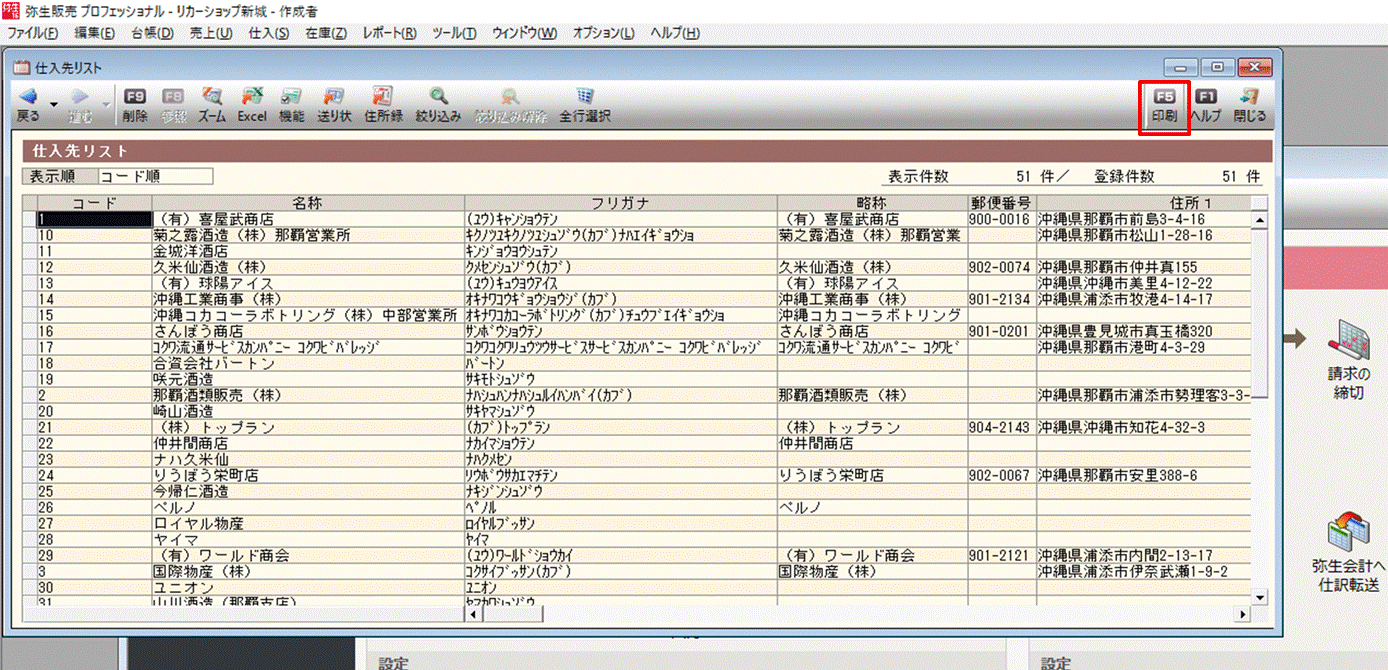 弥生 16 弥生販売 プロフェッショナル - リカーショップ新城 - 作成者
ファイル(F) 編集(E) 台帳(D) 売上(U) 仕入(S) 在庫(Z) レポート(R) ツール(T) ウィンドウ(W) オプション(L) ヘルプ(H)
仕入先リスト
F9 F8 F5 F1
戻る 進む 削除 参照 ズーム Excel 機能 送り状 住所録 絞り込み 絞り込み解除 全行選択 印刷 ヘルプ 閉じる
仕入先リスト
表示順 コード順 表示件数 51 件/ 登録件数 51 件
コード 名称 フリガナ 略称 郵便番号 住所1
1 (有)喜屋武商店 (ﾕｳ)ｷｬﾝｼｮｳﾃﾝ (有)喜屋武商店 900-0016 沖縄県那覇市前島3-4-16
10 菊之露酒造(株)那覇営業所 ｷｸﾉﾂﾕｷｸﾉﾂﾕｼｭｿﾞｳ(ｶﾌﾞ)ﾅﾊｴｲｷﾞｮｳｼｮ 菊之露酒造(株)那覇営業 沖縄県那覇市松山1-28-16
11 金城洋酒店 ｷﾝｼﾞｮｳﾖｳｼｭﾃﾝ
12 久米仙酒造(株) ｸﾒｾﾝｼｭｿﾞｳ(ｶﾌﾞ) 久米仙酒造(株) 902-0074 沖縄県那覇市仲井真155
13 (有)球陽アイス (ﾕｳ)ｷｭｳﾖｳｱｲｽ (有)球陽アイス 沖縄県沖縄市美里4-12-22
14 沖縄工業商事(株) ｵｷﾅﾜｺｳｷﾞｮｳｼｮｳｼﾞ(ｶﾌﾞ) 沖縄工業商事(株) 901-2134 沖縄県浦添市牧港4-14-17
15 沖縄コカコーラボトリング(株)中部営業所 ｵｷﾅﾜｺｶｺｰﾗﾎﾞﾄﾘﾝｸﾞ(ｶﾌﾞ)ﾁｭｳﾌﾞｴｲｷﾞｮｳｼｮ 沖縄コカコーラボトリング
16 さんぼう商店 ｻﾝﾎﾞｳｼｮｳﾃﾝ さんぼう商店 901-0201 沖縄県豊見城市真玉橋320
17 ｺｸﾜ流通ｻｰﾋﾞｽｶﾝﾊﾟﾆｰ ｺｸﾜﾋﾞﾊﾞﾚｯｼﾞ ｺｸﾜｺｸﾜﾘｭｳﾂｳｻｰﾋﾞｽｻｰﾋﾞｽｶﾝﾊﾟﾆｰ ｺｸﾜﾋﾞﾊﾞﾚｯｼﾞ ｺｸﾜ流通ｻｰﾋﾞｽｶﾝﾊﾟﾆｰ ｺｸﾜﾋﾞ 沖縄県那覇市港町4-3-29
18 合資会社バートン ﾊﾞｰﾄﾝ
19 咲元酒造 ｻｷﾓﾄｼｭｿﾞｳ
2 那覇酒類販売(株) ﾅﾊｼｭﾊﾝﾅﾊｼｭﾙｲﾊﾝﾊﾞｲ(ｶﾌﾞ) 那覇酒類販売(株) 沖縄県那覇市浦添市勢理客3-3-
20 崎山酒造 ｻｷﾔﾏｼｭｿﾞｳ
21 (株)トップラン (ｶﾌﾞ)ﾄｯﾌﾟﾗﾝ (株)トップラン 904-2143 沖縄県沖縄市知花4-32-3
22 仲井間商店 ﾅｶｲﾏｼｮｳﾃﾝ 仲井間商店
23 ナハ久米仙 ﾅﾊｸﾒｾﾝ
24 りうぼう栄町店 ﾘｳﾎﾞｳｻｶｴﾏﾁﾃﾝ りうぼう栄町店 902-0067 沖縄県那覇市安里388-6
25 今帰仁酒造 ﾅｷｼﾞﾝｼｭｿﾞｳ
26 ペルノ ﾍﾟﾉﾙ ペルノ
27 ロイヤル物産 ﾛｲﾔﾙﾌﾞｯｻﾝ
28 ヤイマ ﾔｲﾏ
29 (有)ワールド商会 (ﾕｳ)ﾜｰﾙﾄﾞｼｮｳｶｲ (有)ワールド商会 901-2121 沖縄県浦添市内間2-13-17
3 国際物産(株) ｺｸｻｲﾌﾞｯｻﾝ(ｶﾌﾞ) 国際物産(株) 沖縄県浦添市伊奈武瀬1-9-2
30 ユニオン ﾕﾆｵﾝ
31 山川酒造(那覇支店) ﾔﾏｶﾜｼｭｿﾞｳ
請求の
締切
弥生会計へ
仕訳転送
設定 設定